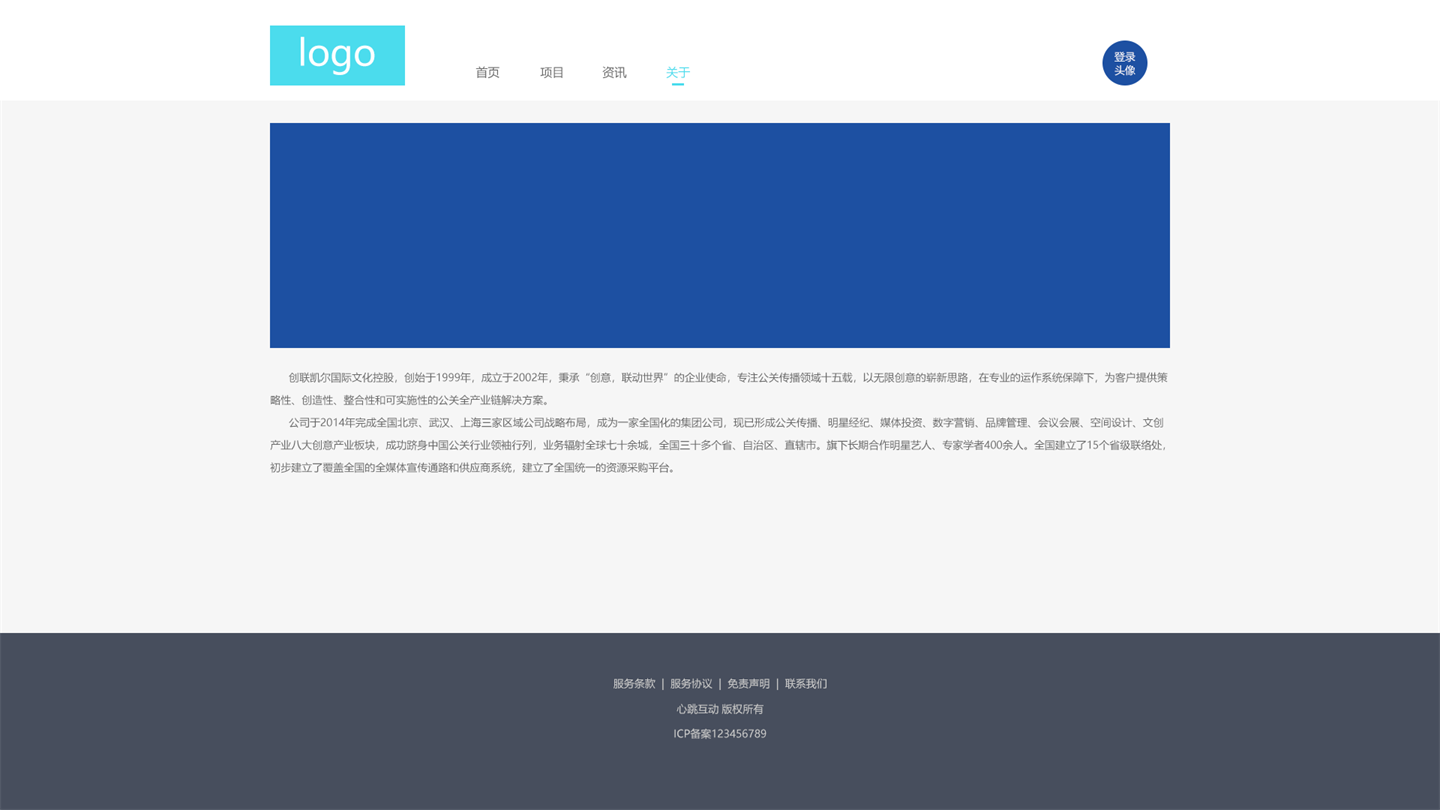 logo
首页 项目 资讯 关于
登录
头像
创联凯尔国际文化控股，创始于1999年，成立于2002年，秉承“创意，联动世界”的企业使命，专注公关传播领域十五载，以无限创意的崭新思路，在专业的运作系统保障下，为客户提供策
略性、创造性、整合性和可实施性的公关全产业链解决方案。
公司于2014年完成全国北京、武汉、上海三家区域公司战略布局，成为一家全国化的集团公司，现已形成公关传播、明星经纪、媒体投资、数字营销、品牌管理、会议会展、空间设计、文创
产业八大创意产业板块，成功跻身中国公关行业领袖行列，业务辐射全球七十余城，全国三十多个省、自治区、直辖市。旗下长期合作明星艺人、专家学者400余人。全国建立了15个省级联络处，
初步建立了覆盖全国的全媒体宣传通路和供应商系统，建立了全国统一的资源采购平台。
服务条款 | 服务协议 | 免责声明 | 联系我们
心跳互动 版权所有
ICP备案123456789